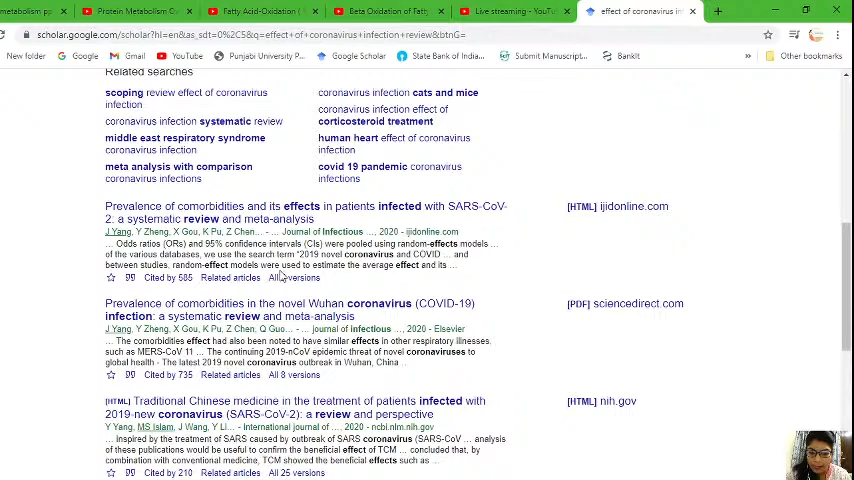 metabolism pp
Protein Metabolism Ov
Fatty Acid-Oxidation (
Beta Oxidation of Fatty
Live streaming - YouTu
effect of coronavirus in
scholar.google.com/scholar?hl=en&as_sdt=0%2C5&q=effect+of+coronavirus+infection+review&btnG=
New folder
Google
Gmail
YouTube
Punjabi University P...
Google Scholar
State Bank of India...
Submit Manuscript...
BankIt
Other bookmarks
Related searches
scoping review effect of coronavirus
infection
coronavirus infection systematic review
middle east respiratory syndrome
coronavirus infection
meta analysis with comparison
coronavirus infections
coronavirus infection cats and mice
coronavirus infection effect of
corticosteroid treatment
human heart effect of coronavirus
infection
covid 19 pandemic coronavirus
infections
Prevalence of comorbidities and its effects in patients infected with SARS-CoV-
2: a systematic review and meta-analysis
[HTML] ijidonline.com
J Yang, Y Zheng, X Gou, K Pu, Z Chen... - ... Journal of Infectious ..., 2020 - ijidonline.com
... Odds ratios (ORs) and 95% confidence intervals (CIs) were pooled using random-effects models ...
of the various databases, we use the search term "2019 novel coronavirus and COVID ... and
between studies, random-effect models were used to estimate the average effect and its ...
Cited by 585 Related articles All versions
Prevalence of comorbidities in the novel Wuhan coronavirus (COVID-19)
infection: a systematic review and meta-analysis
[PDF] sciencedirect.com
J Yang, Y Zheng, X Gou, K Pu, Z Chen, Q Guo... - ... journal of infectious ..., 2020 - Elsevier
... The comorbidities effect had also been noted to have similar effects in other respiratory illnesses,
such as MERS-CoV 11 ... The continuing 2019-nCoV epidemic threat of novel coronaviruses to
global health - The latest 2019 novel coronavirus outbreak in Wuhan, China ...
Cited by 735 Related articles All 8 versions
[HTML] Traditional Chinese medicine in the treatment of patients infected with
2019-new coronavirus (SARS-CoV-2): a review and perspective
[HTML] nih.gov
Y Yang, MS Islam, J Wang, Y Li... - International journal of ..., 2020 - ncbi.nlm.nih.gov
... Inspired by the treatment of SARS caused by outbreak of SARS coronavirus (SARS-CoV ... analysis
of these publications would be useful to confirm the beneficial effect of TCM ... concluded that, by
combination with conventional medicine, TCM showed the beneficial effects such as ...
Cited by 210 Related articles All 25 versions